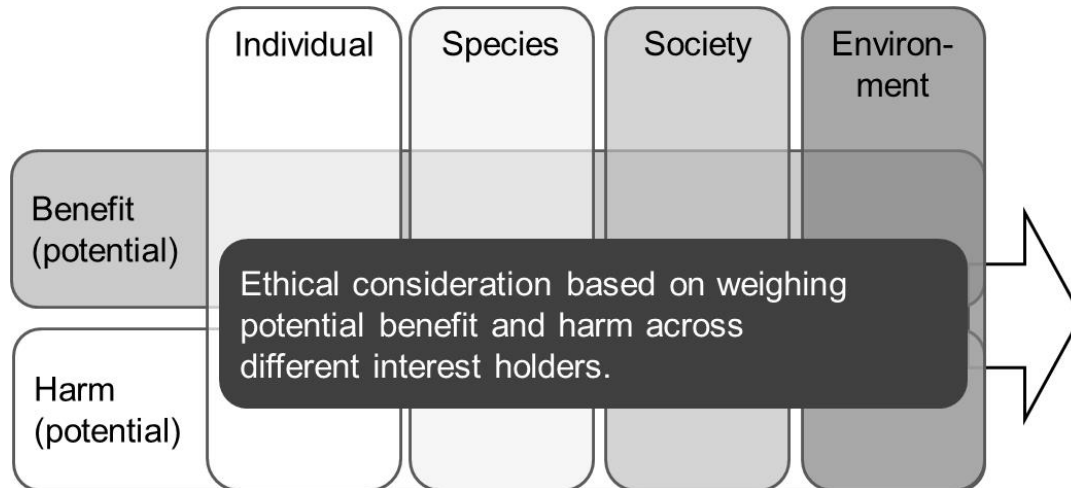 Individual
Species
Society
Environ-
ment
Benefit
(potential)
Ethical consideration based on weighing
potential benefit and harm across
different interest holders.
Harm
(potential)